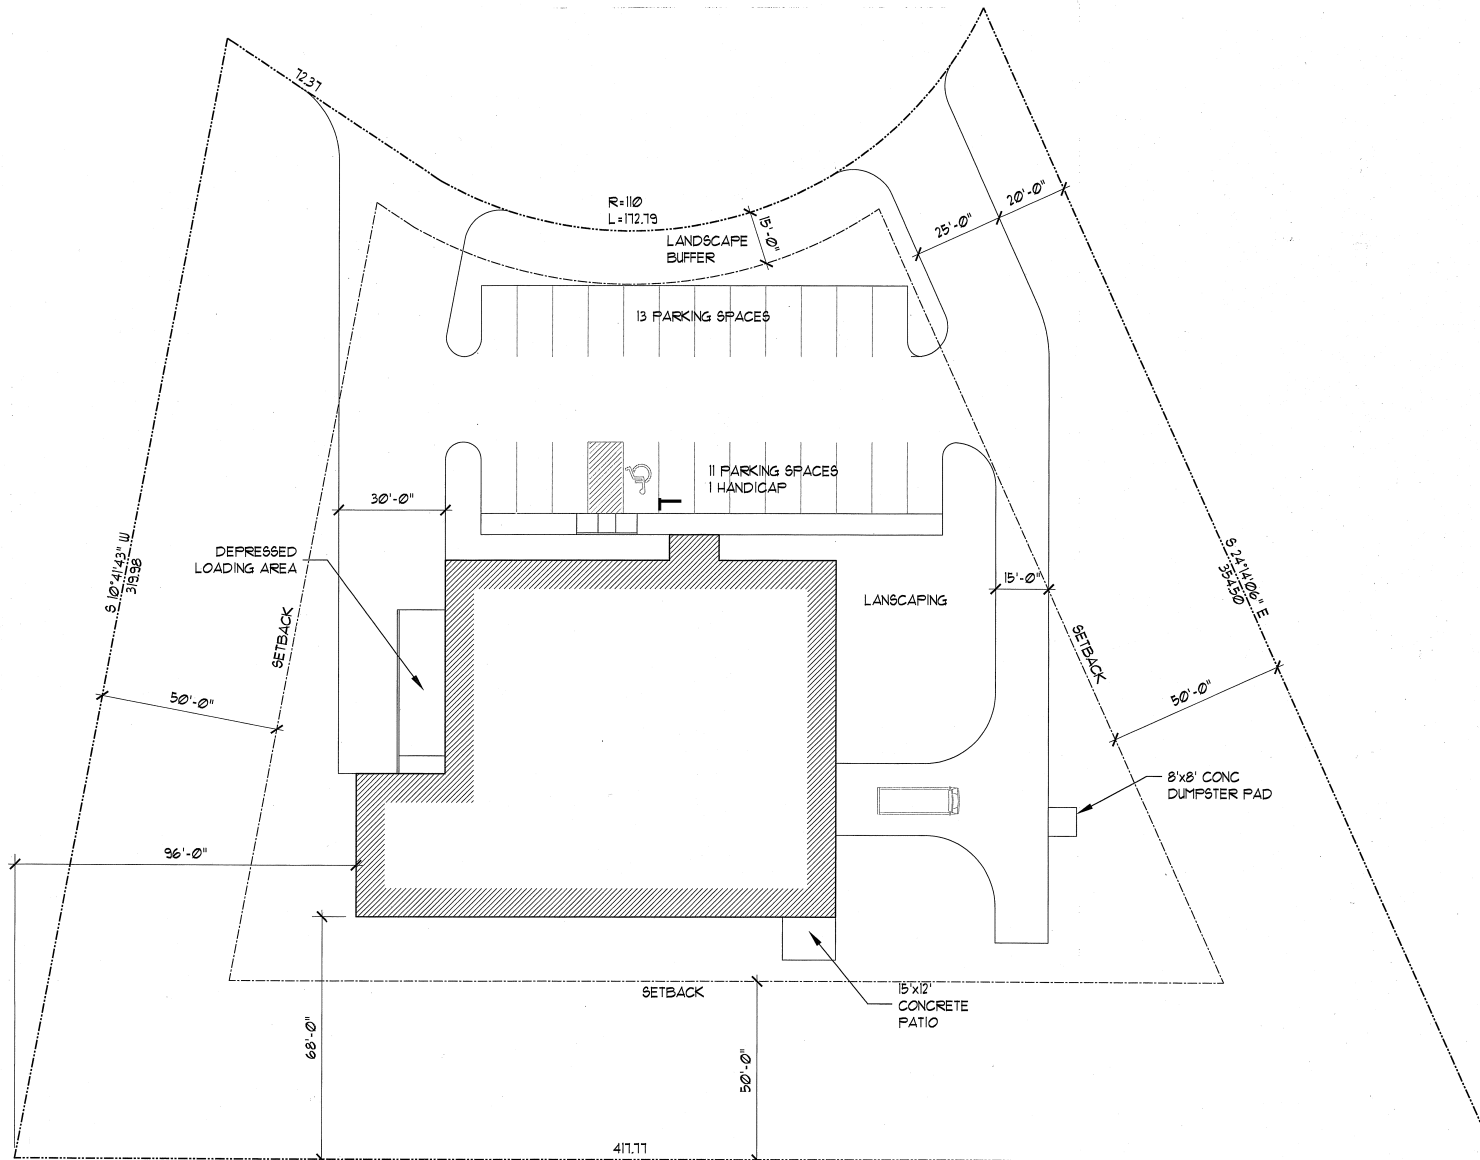 72.37
R=110
L=172.79
15'-0"
LANDSCAPE
BUFFER
25'-0"
20'-0"
13 PARKING SPACES
11 PARKING SPACES
1 HANDICAP
30'-0"
DEPRESSED
LOADING AREA
S 10°41'43" W
319.98
SETBACK
50'-0"
LANSCAPING
15'-0"
SETBACK
S 24°14'06" E
354.50
50'-0"
8'x8' CONC
DUMPSTER PAD
96'-0"
68'-0"
SETBACK
15'x12'
CONCRETE
PATIO
50'-0"
417.77